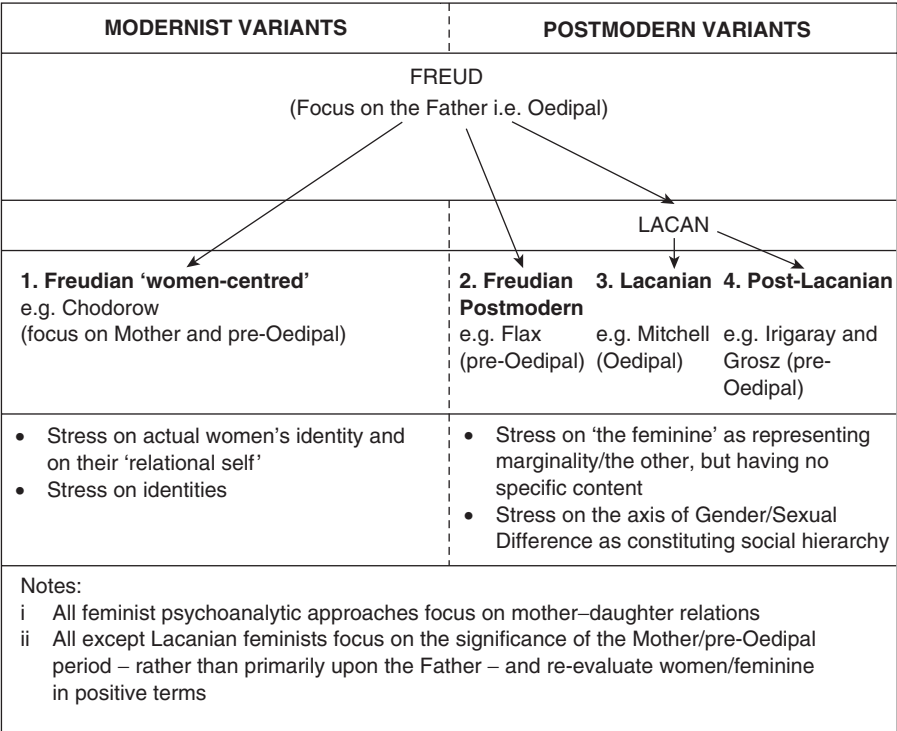 MODERNIST VARIANTS
POSTMODERN VARIANTS
FREUD
(Focus on the Father i.e. Oedipal)
LACAN
1. Freudian ‘women-centred’
e.g. Chodorow
(focus on Mother and pre-Oedipal)
2. Freudian
Postmodern
e.g. Flax
(pre-Oedipal)
3. Lacanian
e.g. Mitchell
(Oedipal)
4. Post-Lacanian
e.g. Irigaray and
Grosz (pre-
Oedipal)
• Stress on actual women’s identity and
on their ‘relational self’
• Stress on identities
• Stress on ‘the feminine’ as representing
marginality/the other, but having no
specific content
• Stress on the axis of Gender/Sexual
Difference as constituting social hierarchy
Notes:
i All feminist psychoanalytic approaches focus on mother–daughter relations
ii All except Lacanian feminists focus on the significance of the Mother/pre-Oedipal
period – rather than primarily upon the Father – and re-evaluate women/feminine
in positive terms